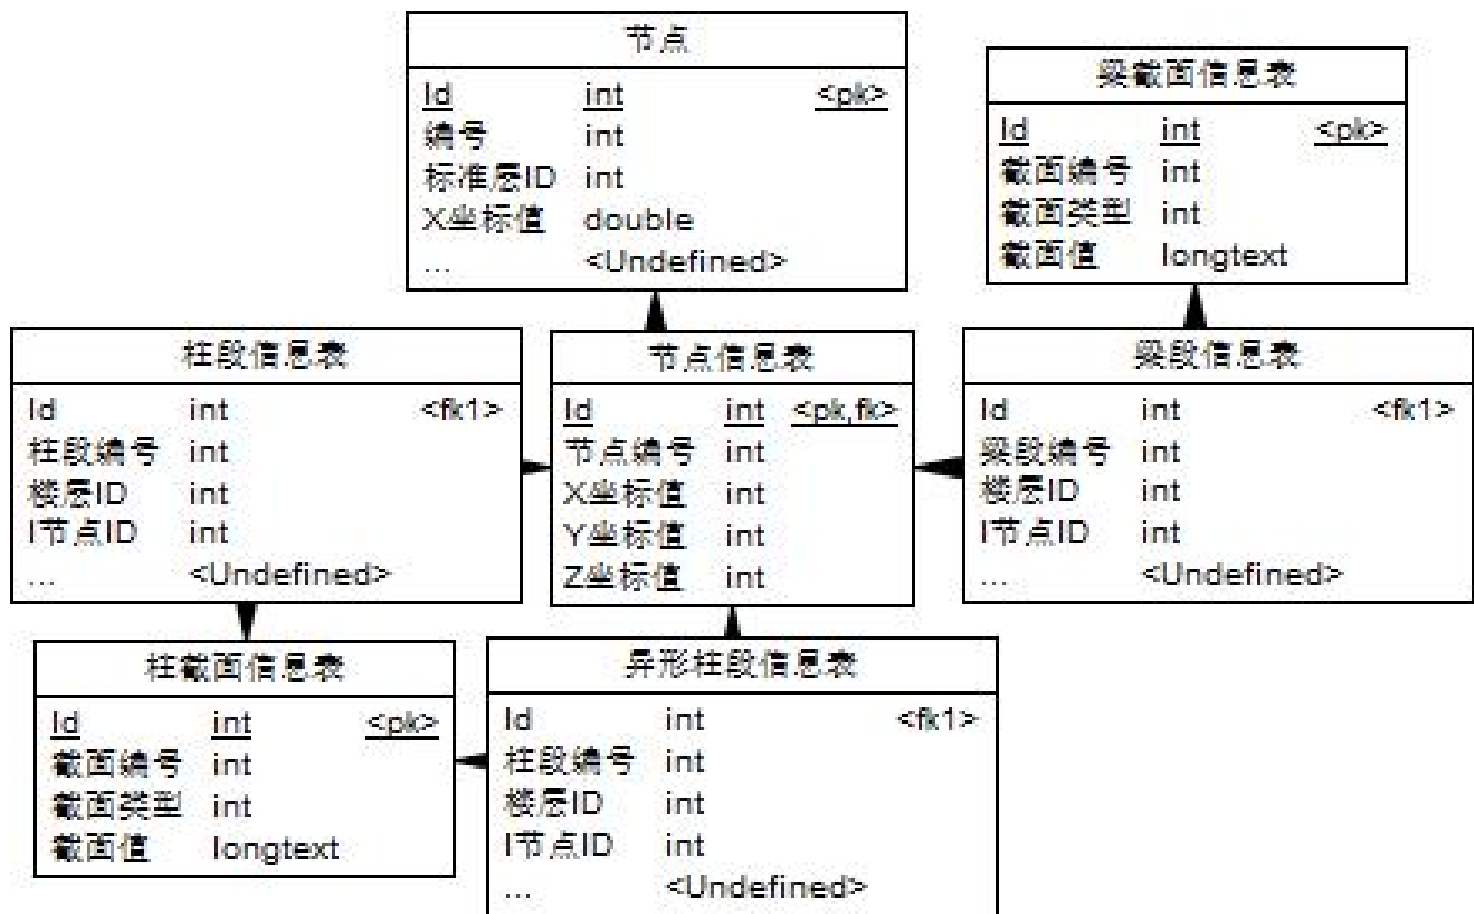 节点
Id int <pk>
编号 int
标准层ID int
X坐标值 double
... <Undefined>
梁截面信息表
Id int <pk>
截面编号 int
截面类型 int
截面值 longtext
柱段信息表
Id int <fk1>
柱段编号 int
楼层ID int
I节点ID int
... <Undefined>
节点信息表
Id int <pk,fk>
节点编号 int
X坐标值 int
Y坐标值 int
Z坐标值 int
梁段信息表
Id int <fk1>
梁段编号 int
楼层ID int
I节点ID int
... <Undefined>
柱截面信息表
Id int <pk>
截面编号 int
截面类型 int
截面值 longtext
异形柱段信息表
Id int <fk1>
柱段编号 int
楼层ID int
I节点ID int
... <Undefined>